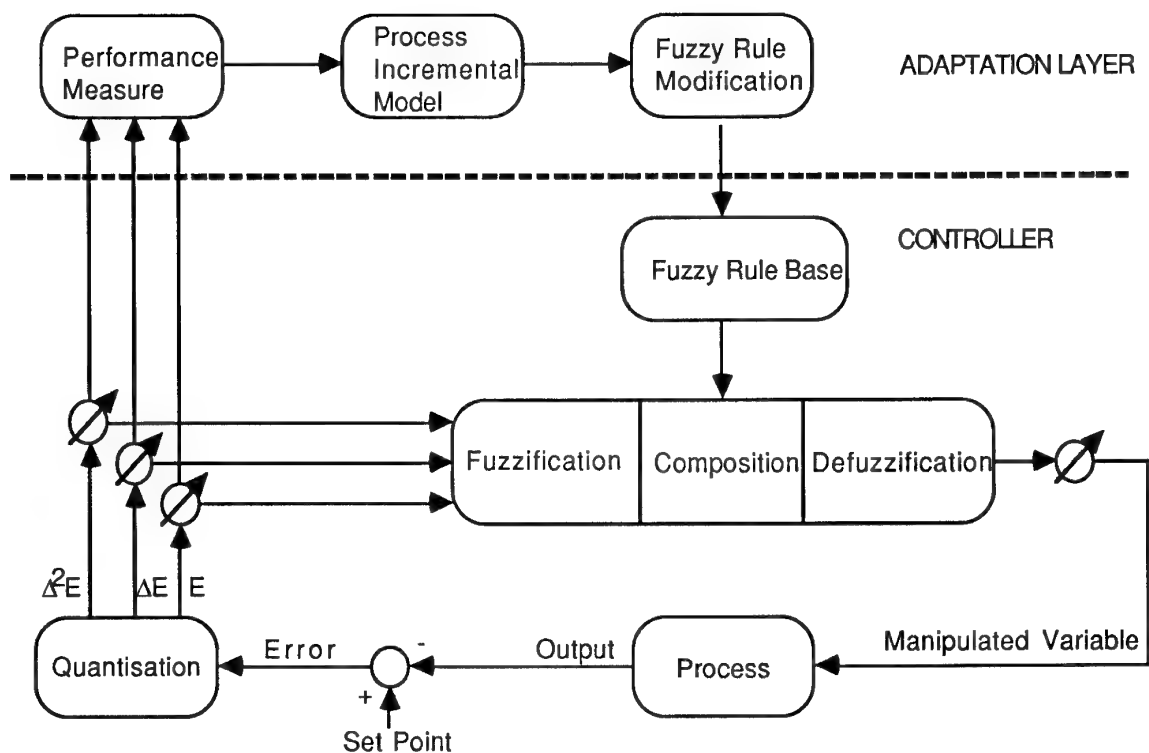 Performance
Measure
Process
Incremental
Model
Fuzzy Rule
Modification
ADAPTATION LAYER
CONTROLLER
Fuzzy Rule Base
Fuzzification
Composition
Defuzzification
Δ²E
ΔE
E
Quantisation
Error
-
+
Set Point
Output
Process
Manipulated Variable